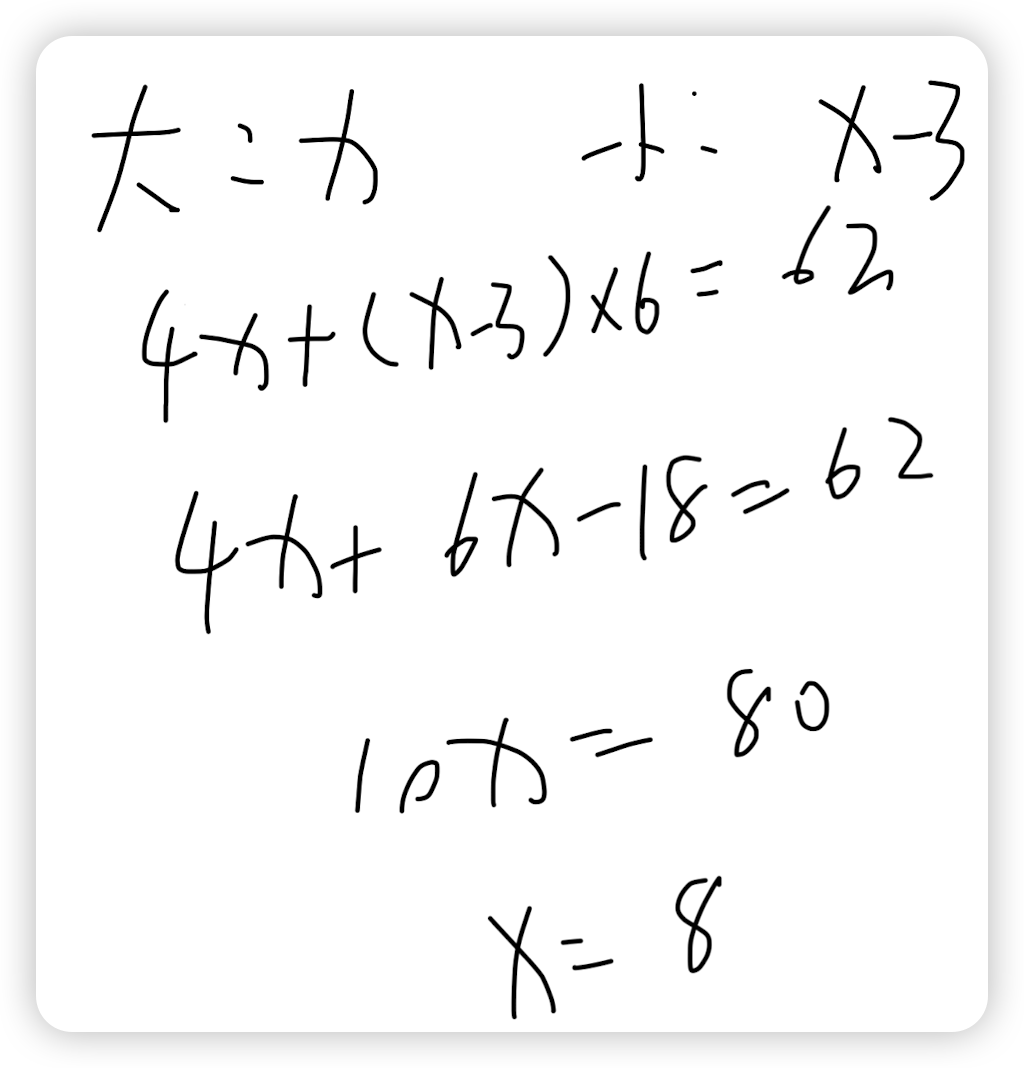 大=x 小= x-3
4x+(x-3)×6=62
4x+6x-18=62
10x=80
x=8